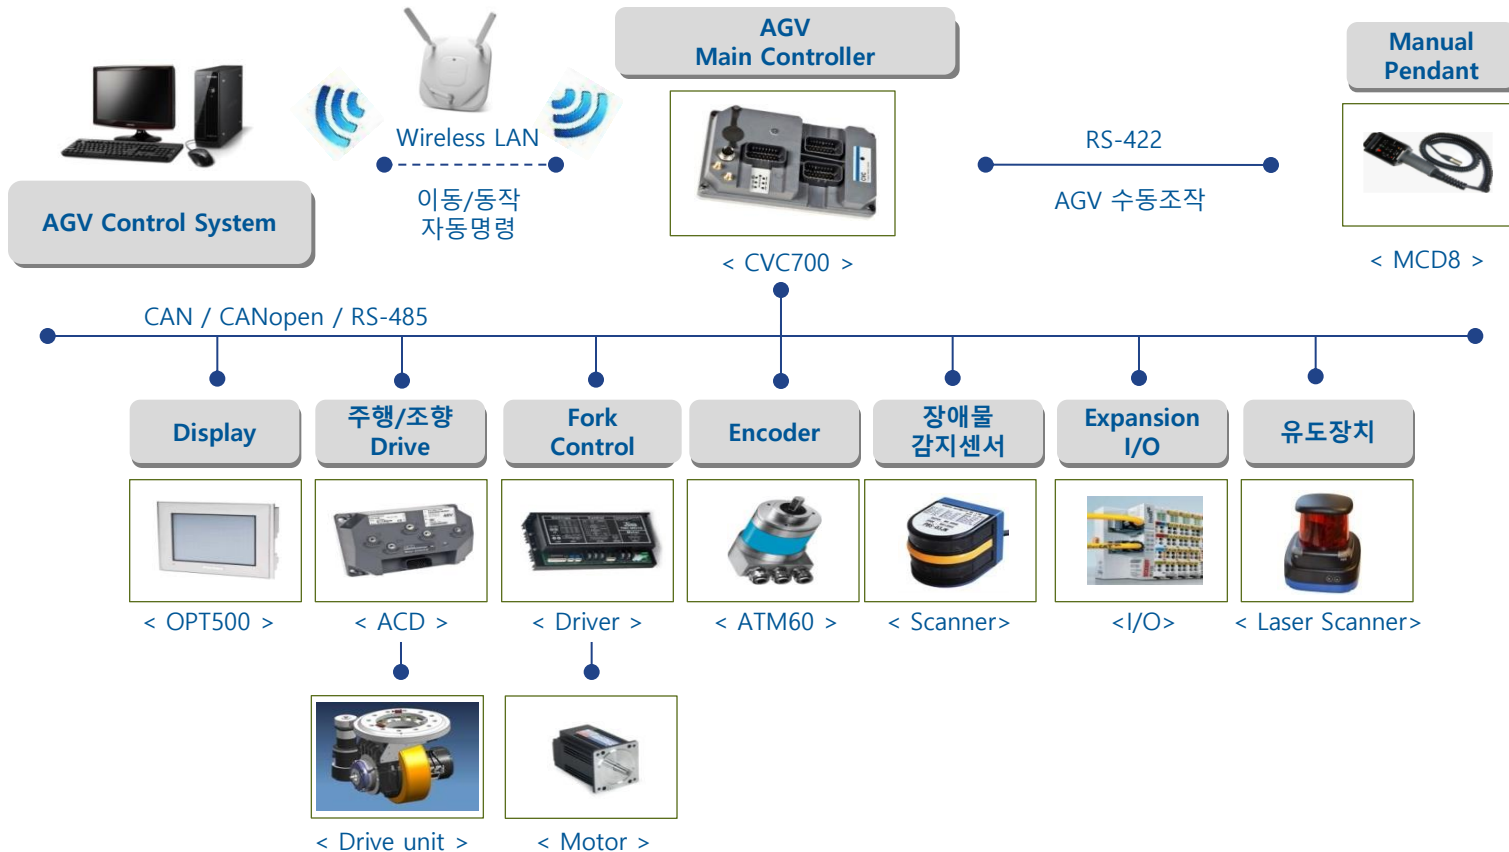 AGV
Main Controller
Manual
Pendant
Wireless LAN
RS-422
이동/동작
자동명령
AGV 수동조작
AGV Control System
< CVC700 >
< MCD8 >
CAN / CANopen / RS-485
Display
주행/조향
Drive
Fork
Control
Encoder
장애물
감지센서
Expansion
I/O
유도장치
< OPT500 >
< ACD >
< Driver >
< ATM60 >
< Scanner>
<I/O>
< Laser Scanner>
< Drive unit >
< Motor >